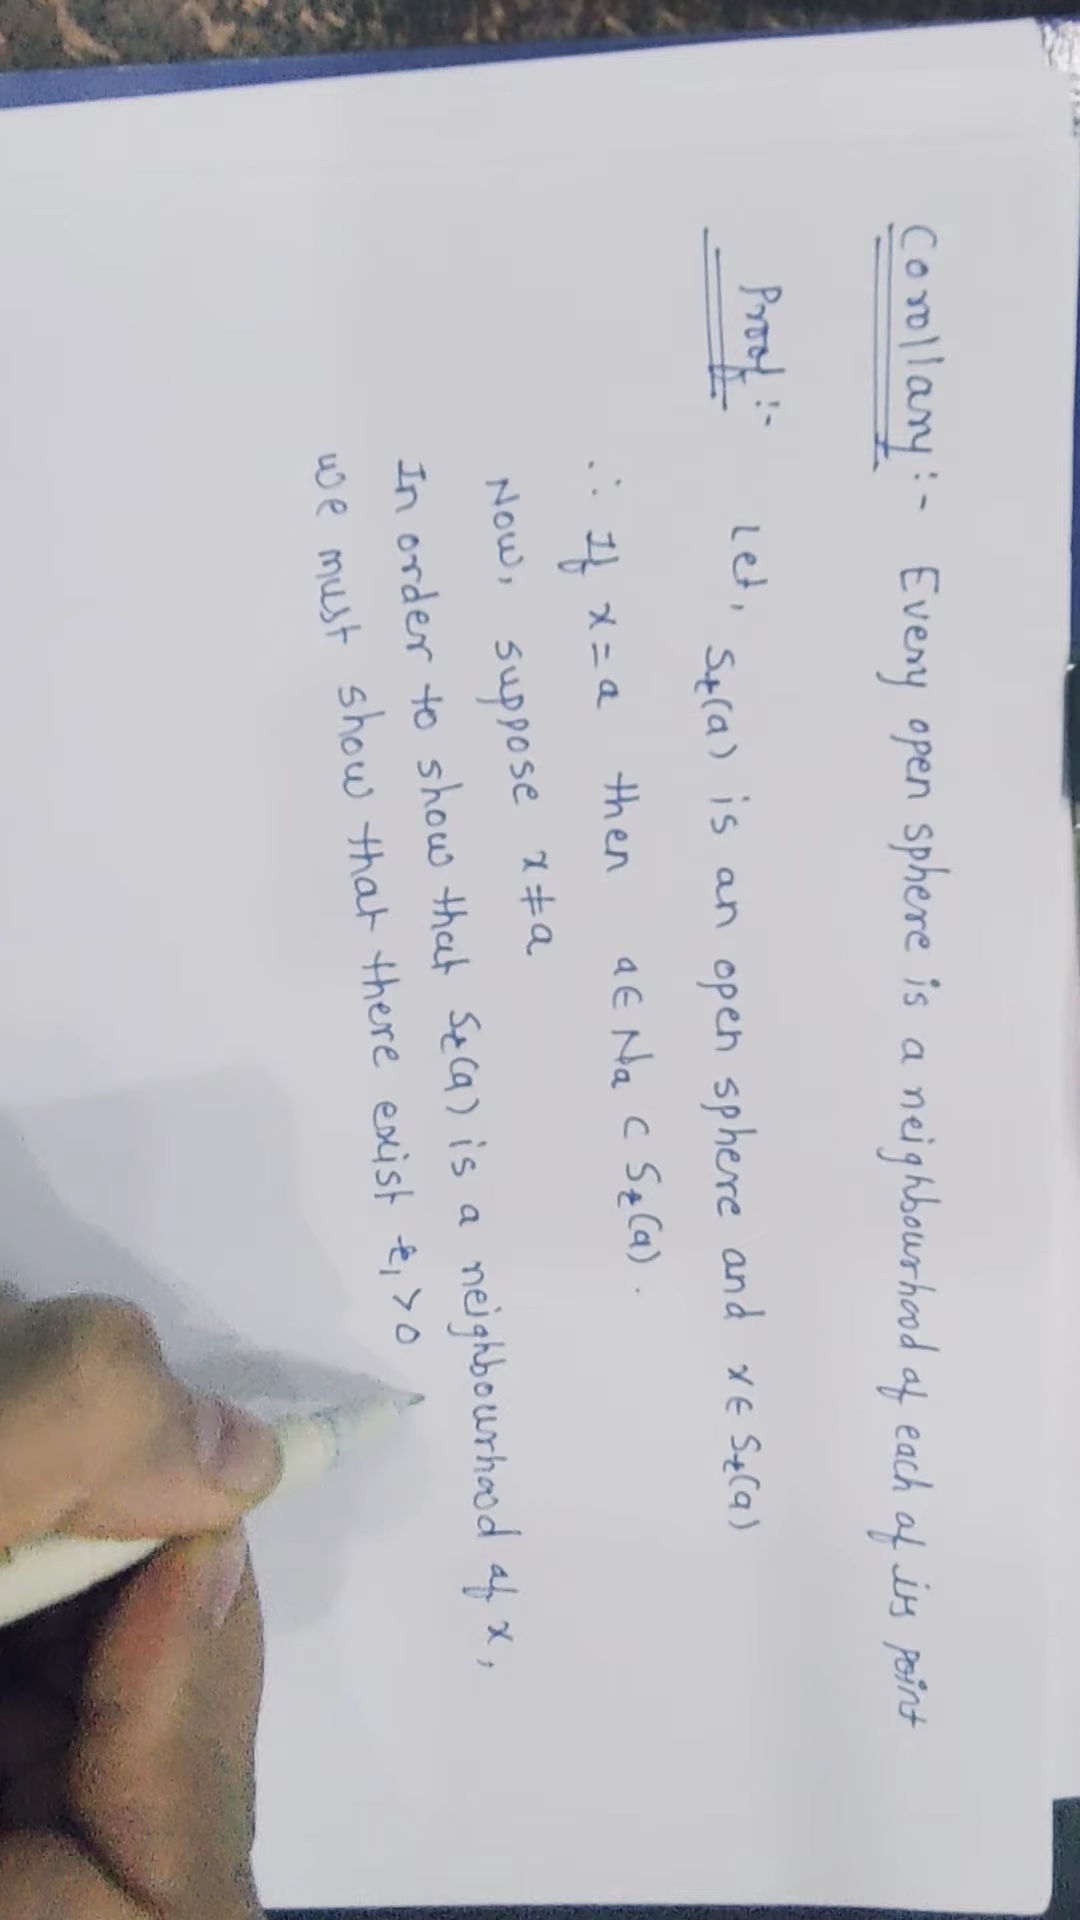 Corollary :- Every open sphere is a neighbourhood of each of its point
Proof :- Let, Sε(a) is an open sphere and x ∈ Sε(a)
∴ If x = a then a ∈ Na ⊂ Sε(a).
Now, suppose x ≠ a
In order to show that Sε(a) is a neighbourhood of x,
we must show that there exist ε₁ > 0